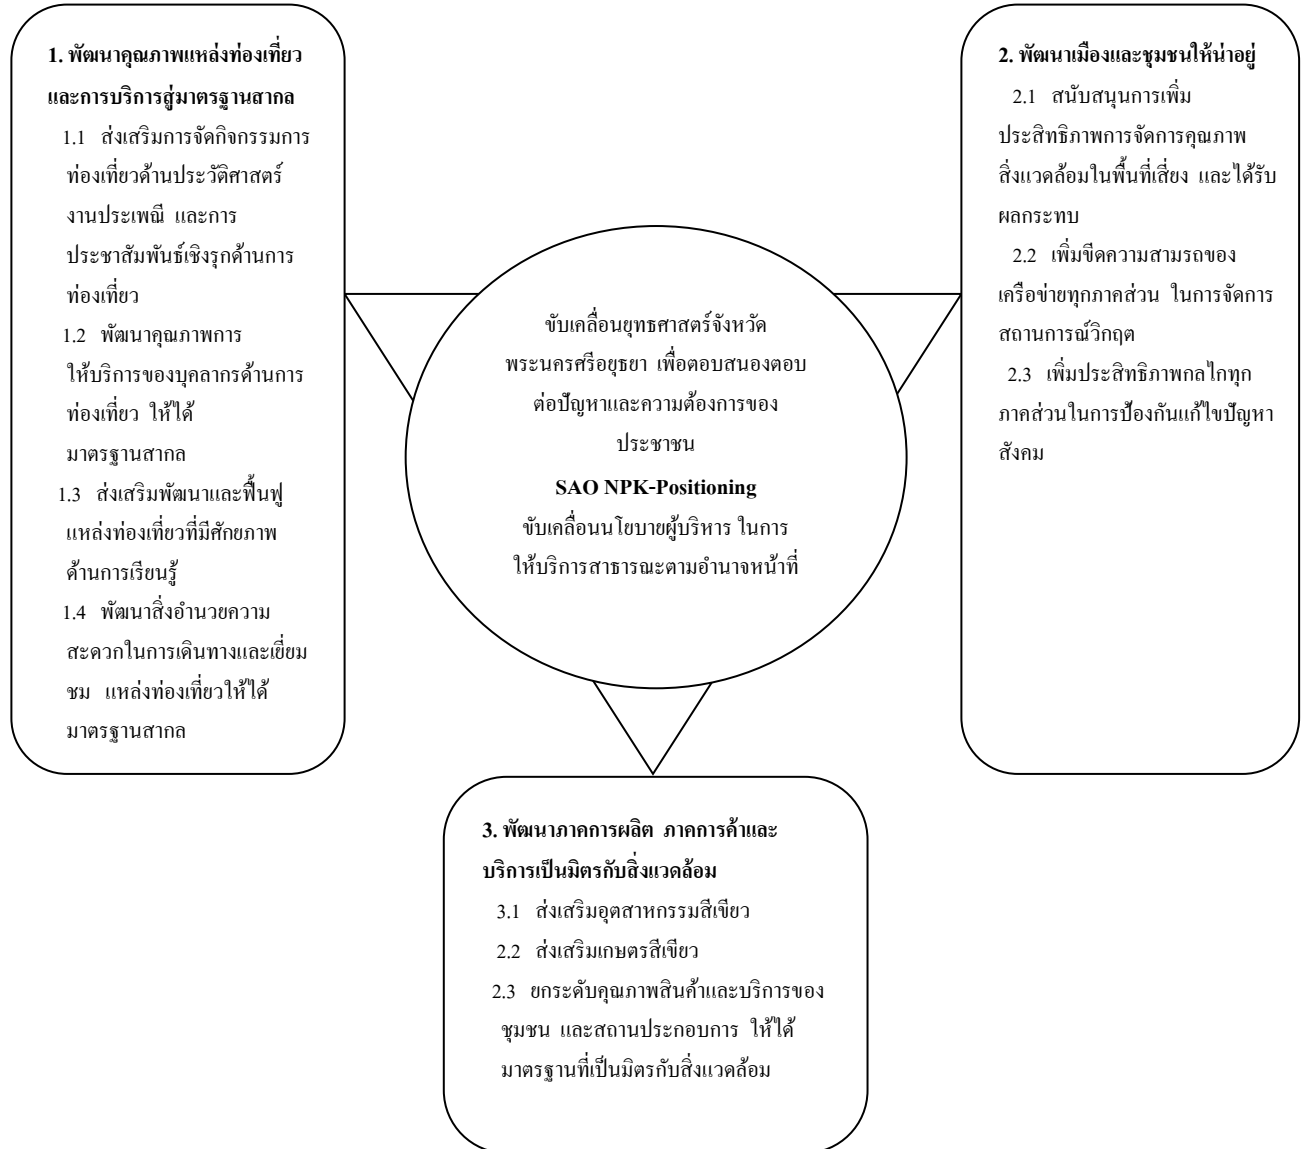 1. พัฒนาคุณภาพแหล่งท่องเที่ยว
และการบริการสู่มาตรฐานสากล
1.1 ส่งเสริมการจัดกิจกรรมการ
ท่องเที่ยวด้านประวัติศาสตร์
งานประเพณี และการ
ประชาสัมพันธ์เชิงรุกด้านการ
ท่องเที่ยว
1.2 พัฒนาคุณภาพการ
ให้บริการของบุคลากรด้านการ
ท่องเที่ยว ให้ได้
มาตรฐานสากล
1.3 ส่งเสริมพัฒนาและฟื้นฟู
แหล่งท่องเที่ยวที่มีศักยภาพ
ด้านการเรียนรู้
1.4 พัฒนาสิ่งอำนวยความ
สะดวกในการเดินทางและเยี่ยม
ชม แหล่งท่องเที่ยวให้ได้
มาตรฐานสากล
2. พัฒนาเมืองและชุมชนให้น่าอยู่
2.1 สนับสนุนการเพิ่ม
ประสิทธิภาพการจัดการคุณภาพ
สิ่งแวดล้อมในพื้นที่เสี่ยง และได้รับ
ผลกระทบ
2.2 เพิ่มขีดความสามรถของ
เครือข่ายทุกภาคส่วน ในการจัดการ
สถานการณ์วิกฤต
2.3 เพิ่มประสิทธิภาพกลไกทุก
ภาคส่วนในการป้องกันแก้ไขปัญหา
สังคม
ขับเคลื่อนยุทธศาสตร์จังหวัด
พระนครศรีอยุธยา เพื่อตอบสนองตอบ
ต่อปัญหาและความต้องการของ
ประชาชน
SAO NPK-Positioning
ขับเคลื่อนนโยบายผู้บริหาร ในการ
ให้บริการสาธารณะตามอำนาจหน้าที่
3. พัฒนาภาคการผลิต ภาคการค้าและ
บริการเป็นมิตรกับสิ่งแวดล้อม
3.1 ส่งเสริมอุตสาหกรรมสีเขียว
2.2 ส่งเสริมเกษตรสีเขียว
2.3 ยกระดับคุณภาพสินค้าและบริการของ
ชุมชน และสถานประกอบการ ให้ได้
มาตรฐานที่เป็นมิตรกับสิ่งแวดล้อม